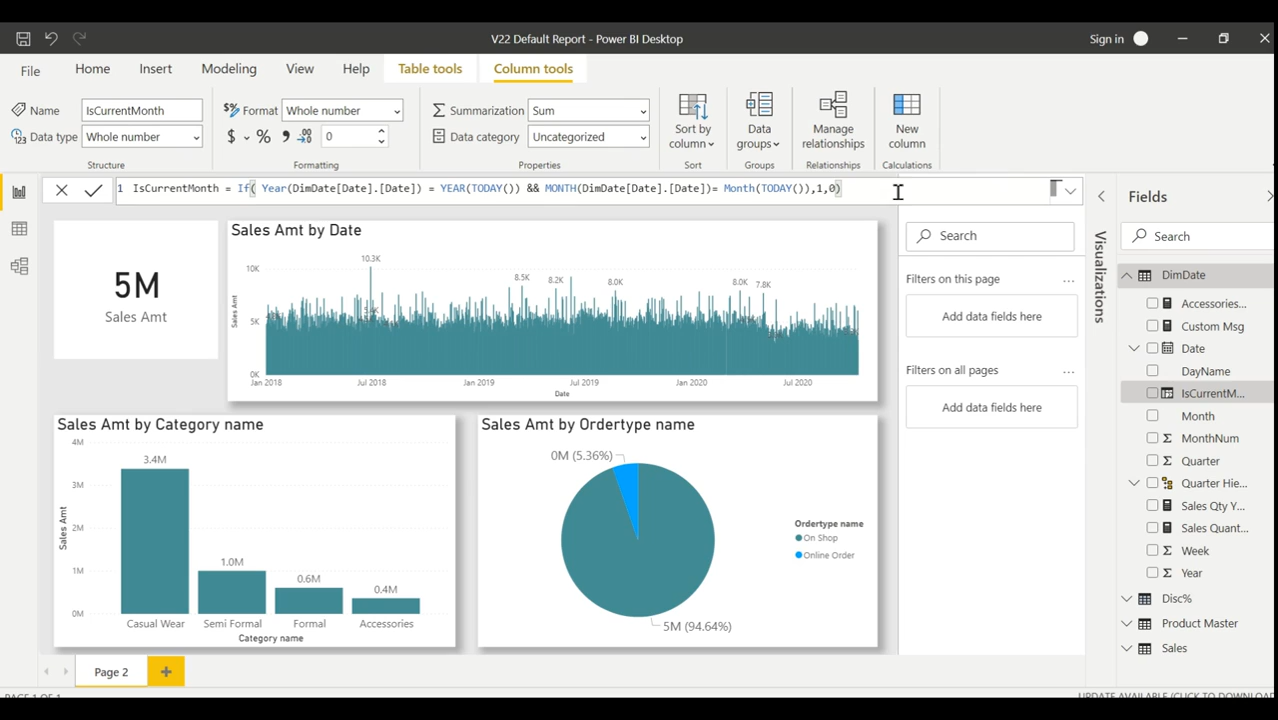 V22 Default Report - Power BI Desktop
Sign in
File Home Insert Modeling View Help Table tools Column tools
Name IsCurrentMonth
Data type Whole number
Structure
Format Whole number
$ % 0
Formatting
Summarization Sum
Data category Uncategorized
Properties
Sort by column
Sort
Data groups
Groups
Manage relationships
Relationships
New column
Calculations
1 IsCurrentMonth = If( Year(DimDate[Date].[Date]) = YEAR(TODAY()) && MONTH(DimDate[Date].[Date])= Month(TODAY()),1,0)
5M
Sales Amt
Sales Amt by Date
10.3K
8.5K
8.2K
8.0K
8.0K
7.8K
10K
5K
0K
Sales Amt
Jan 2018 Jul 2018 Jan 2019 Jul 2019 Jan 2020 Jul 2020
Date
Sales Amt by Category name
4M
3M
2M
1M
0M
Sales Amt
3.4M
1.0M
0.6M
0.4M
Casual Wear Semi Formal Formal Accessories
Category name
Sales Amt by Ordertype name
0M (5.36%)
5M (94.64%)
Ordertype name
On Shop
Online Order
Search
Filters on this page ...
Add data fields here
Filters on all pages ...
Add data fields here
Visualizations
Fields
Search
DimDate
Accessories...
Custom Msg
Date
DayName
IsCurrentM...
Month
MonthNum
Quarter
Quarter Hie...
Sales Qty Y...
Sales Quant...
Week
Year
Disc%
Product Master
Sales
Page 2
PAGE 1 OF 1
UPDATE AVAILABLE (CLICK TO DOWNLOAD